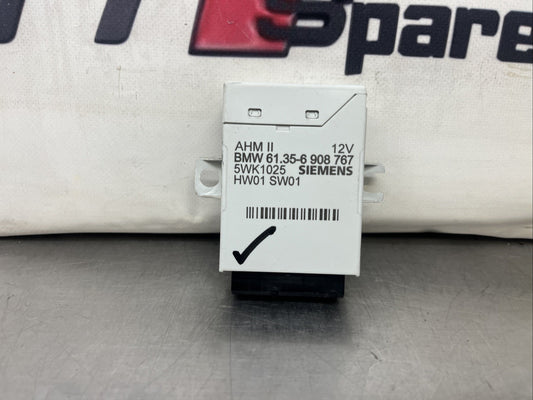 Spare
AHM II 12V
BMW 61.35-6 908 767
5WK1025 SIEMENS
HW01 SW01